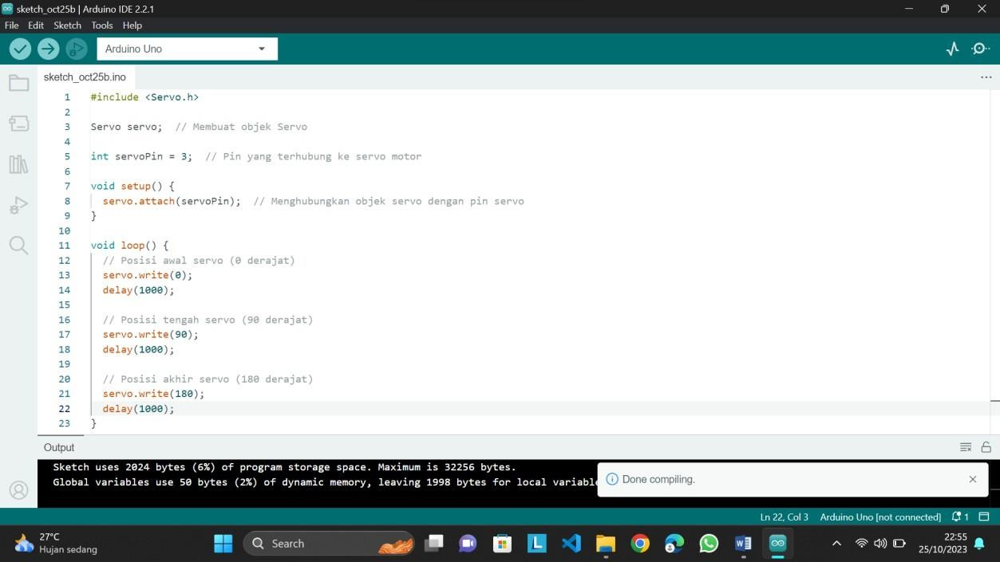 sketch_oct25b | Arduino IDE 2.2.1
File Edit Sketch Tools Help
Arduino Uno
sketch_oct25b.ino
1 #include <Servo.h>
2
3 Servo servo;  // Membuat objek Servo
4
5 int servoPin = 3;  // Pin yang terhubung ke servo motor
6
7 void setup() {
8   servo.attach(servoPin);  // Menghubungkan objek servo dengan pin servo
9 }
10
11 void loop() {
12   // Posisi awal servo (0 derajat)
13   servo.write(0);
14   delay(1000);
15
16   // Posisi tengah servo (90 derajat)
17   servo.write(90);
18   delay(1000);
19
20   // Posisi akhir servo (180 derajat)
21   servo.write(180);
22   delay(1000);
23 }
Output
Sketch uses 2024 bytes (6%) of program storage space. Maximum is 32256 bytes.
Global variables use 50 bytes (2%) of dynamic memory, leaving 1998 bytes for local variable
Done compiling.
Ln 22, Col 3 Arduino Uno [not connected] 1
27°C
Hujan sedang
Search
22:55
25/10/2023